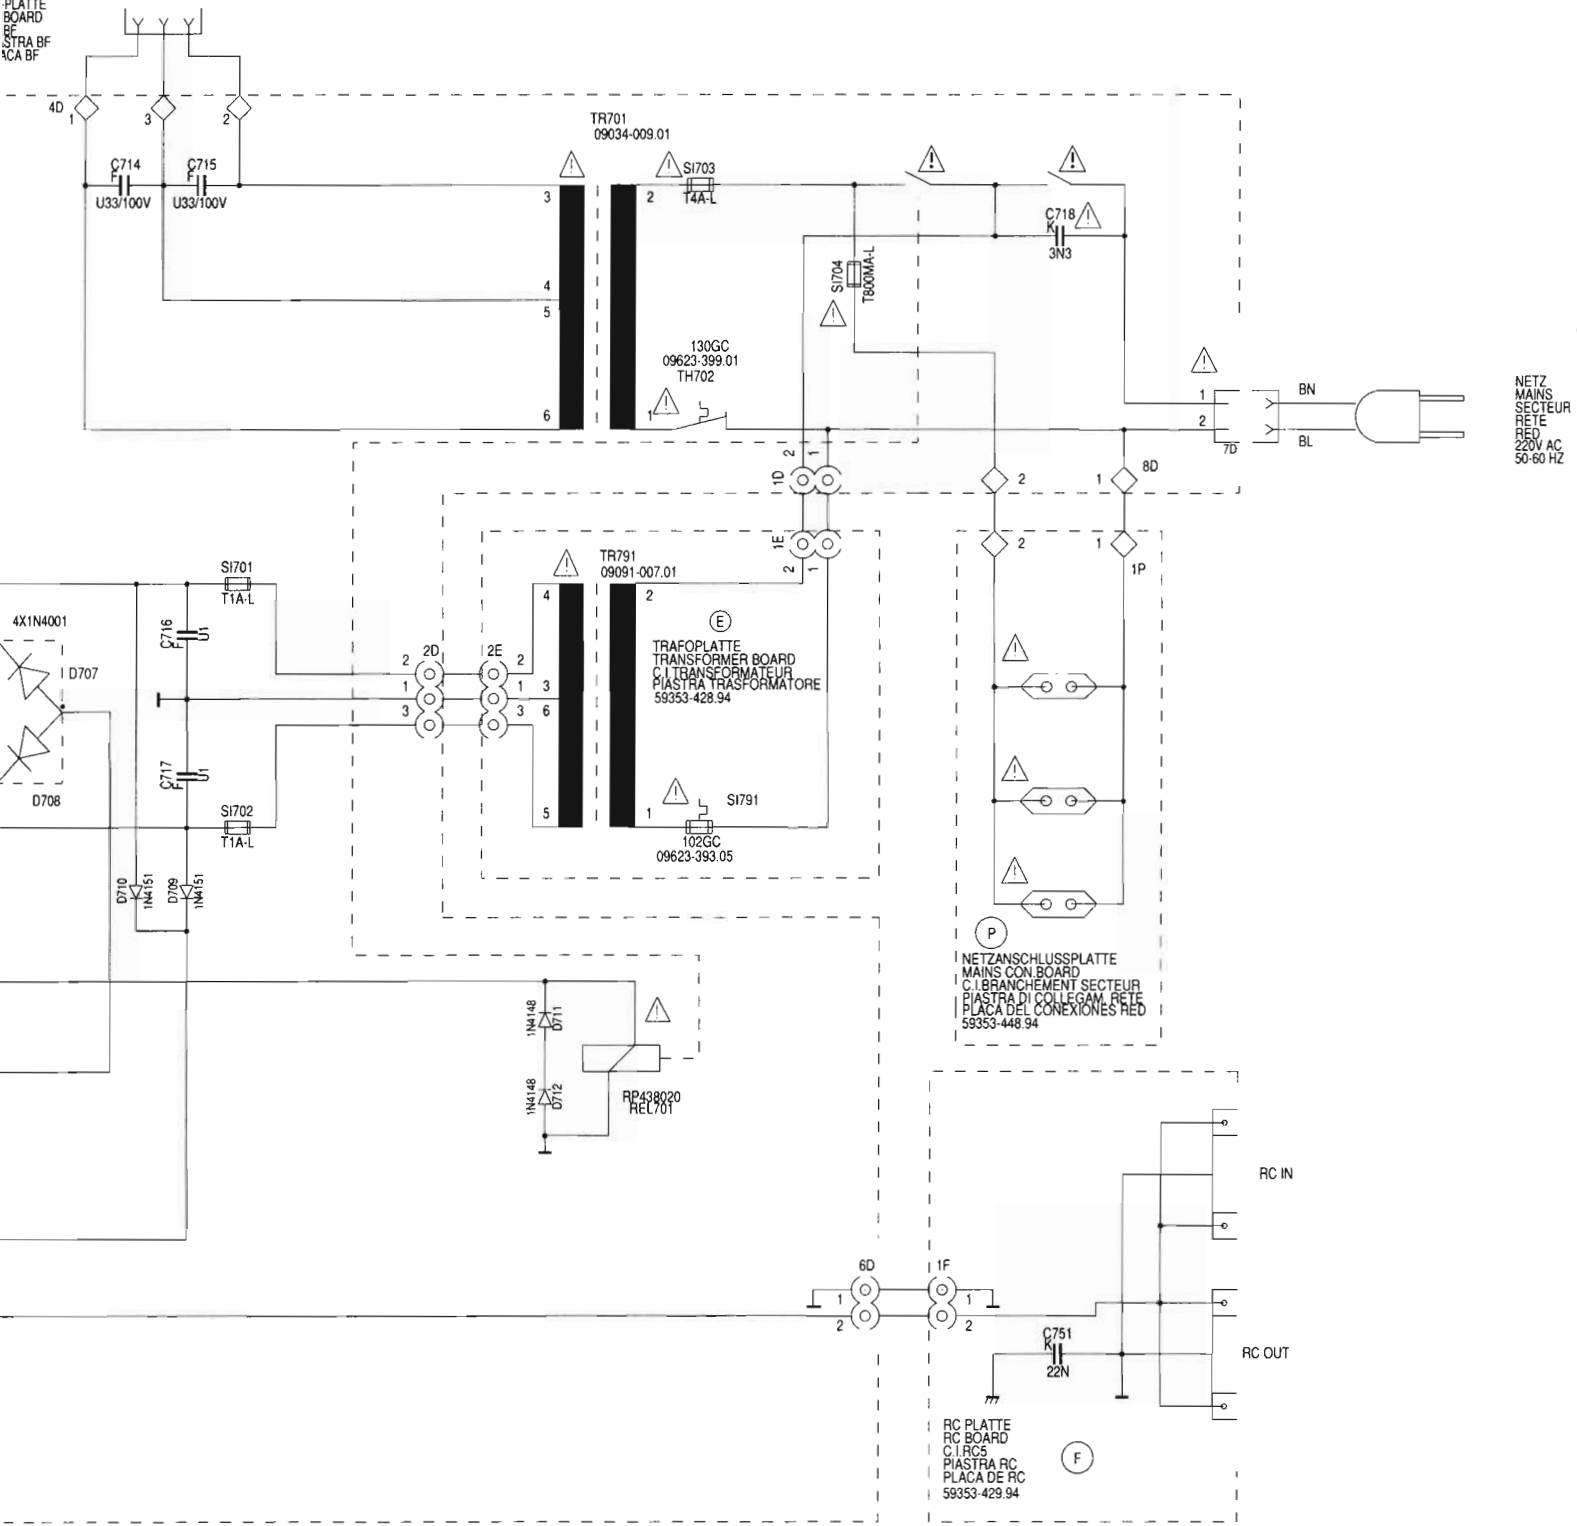 -PLATTE
BOARD
BF
STRA BF
ACA BF
4D
1
3
2
C714
F
U33/100V
C715
F
U33/100V
TR701
09034-009.01
3
4
5
6
2
SI703
T4A-L
1
130GC
09623-399.01
TH702
SI704
T800MA-L
C718
K
3N3
1
2
7D
BN
BL
NETZ
MAINS
SECTEUR
RETE
RED
220V AC
50-60 HZ
1D
2
1
2
1
8D
1E
2
1
2
1
1P
SI701
T1A-L
4X1N4001
D707
D708
C716
F
U1
C717
F
U1
SI702
T1A-L
2D
2
1
3
2E
2
1
3
TR791
09091-007.01
4
3
6
5
2
1
E
TRAFOPLATTE
TRANSFORMER BOARD
C.I.TRANSFORMATEUR
PIASTRA TRASFORMATORE
59353-428.94
SI791
102GC
09623-393.05
D710
1N4151
D709
1N4151
P
NETZANSCHLUSSPLATTE
MAINS CON.BOARD
C.I.BRANCHEMENT SECTEUR
PIASTRA DI COLLEGAM. RETE
PLACA DEL CONEXIONES RED
59353-448.94
1N4148
D711
1N4148
D712
RP438020
REL701
RC IN
6D
1
2
1F
1
2
C751
K
22N
RC OUT
RC PLATTE
RC BOARD
C.I.RC5
PIASTRA RC
PLACA DE RC
59353-429.94
F